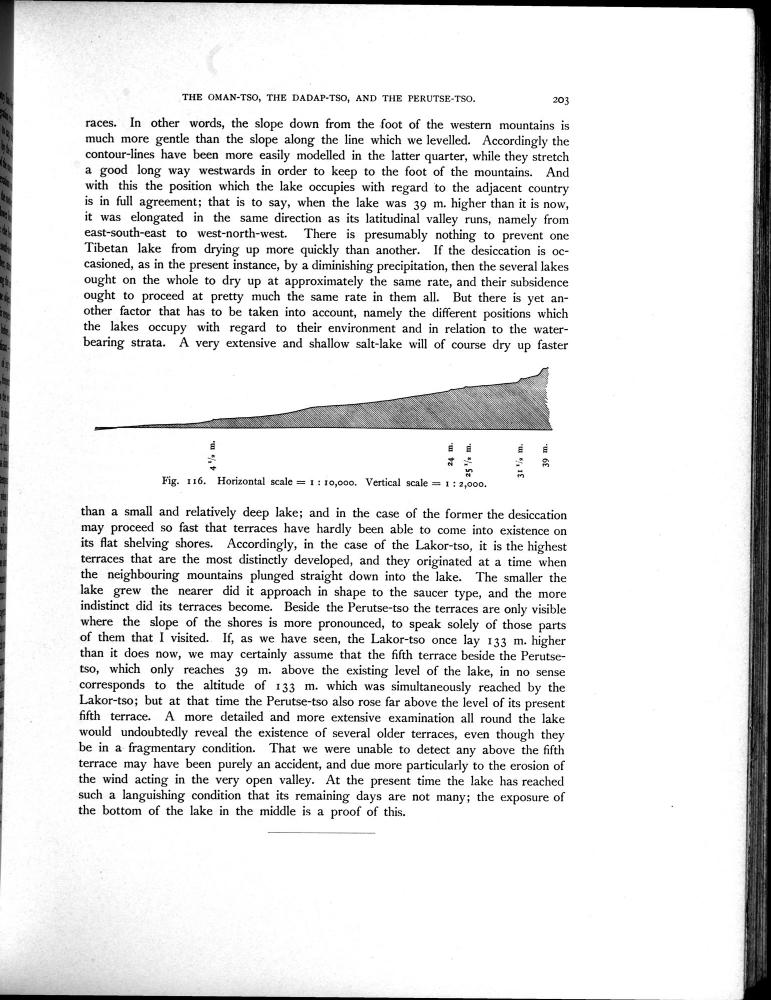 THE OMAN-TSO, THE DADAP-TSO, AND THE PERUTSE-TSO. 203
races. In other words, the slope down from the foot of the western mountains is
much more gentle than the slope along the line which we levelled. Accordingly the
contour-lines have been more easily modelled in the latter quarter, while they stretch
a good long way westwards in order to keep to the foot of the mountains. And
with this the position which the lake occupies with regard to the adjacent country
is in full agreement; that is to say, when the lake was 39 m. higher than it is now,
it was elongated in the same direction as its latitudinal valley runs, namely from
east-south-east to west-north-west. There is presumably nothing to prevent one
Tibetan lake from drying up more quickly than another. If the desiccation is oc-
casioned, as in the present instance, by a diminishing precipitation, then the several lakes
ought on the whole to dry up at approximately the same rate, and their subsidence
ought to proceed at pretty much the same rate in them all. But there is yet an-
other factor that has to be taken into account, namely the different positions which
the lakes occupy with regard to their environment and in relation to the water-
bearing strata. A very extensive and shallow salt-lake will of course dry up faster
4 1/2 m.
24 m.
25 1/2 m.
31 1/2 m.
39 m.
Fig. 116. Horizontal scale = 1 : 10,000. Vertical scale = 1 : 2,000.
than a small and relatively deep lake; and in the case of the former the desiccation
may proceed so fast that terraces have hardly been able to come into existence on
its flat shelving shores. Accordingly, in the case of the Lakor-tso, it is the highest
terraces that are the most distinctly developed, and they originated at a time when
the neighbouring mountains plunged straight down into the lake. The smaller the
lake grew the nearer did it approach in shape to the saucer type, and the more
indistinct did its terraces become. Beside the Perutse-tso the terraces are only visible
where the slope of the shores is more pronounced, to speak solely of those parts
of them that I visited. If, as we have seen, the Lakor-tso once lay 133 m. higher
than it does now, we may certainly assume that the fifth terrace beside the Perutse-
tso, which only reaches 39 m. above the existing level of the lake, in no sense
corresponds to the altitude of 133 m. which was simultaneously reached by the
Lakor-tso; but at that time the Perutse-tso also rose far above the level of its present
fifth terrace. A more detailed and more extensive examination all round the lake
would undoubtedly reveal the existence of several older terraces, even though they
be in a fragmentary condition. That we were unable to detect any above the fifth
terrace may have been purely an accident, and due more particularly to the erosion of
the wind acting in the very open valley. At the present time the lake has reached
such a languishing condition that its remaining days are not many; the exposure of
the bottom of the lake in the middle is a proof of this.